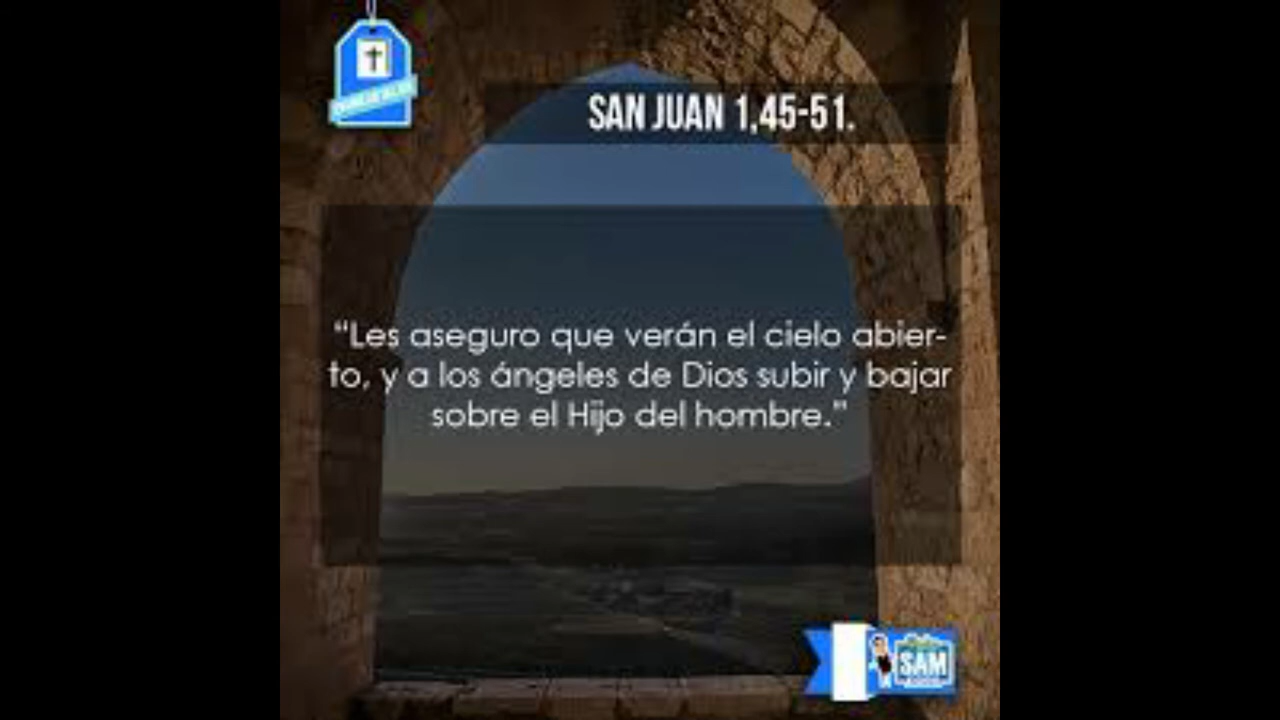 SAN JUAN 1,45-51.
“Les aseguro que verán el cielo abier-
to, y a los ángeles de Dios subir y bajar
sobre el Hijo del hombre.”
SAM